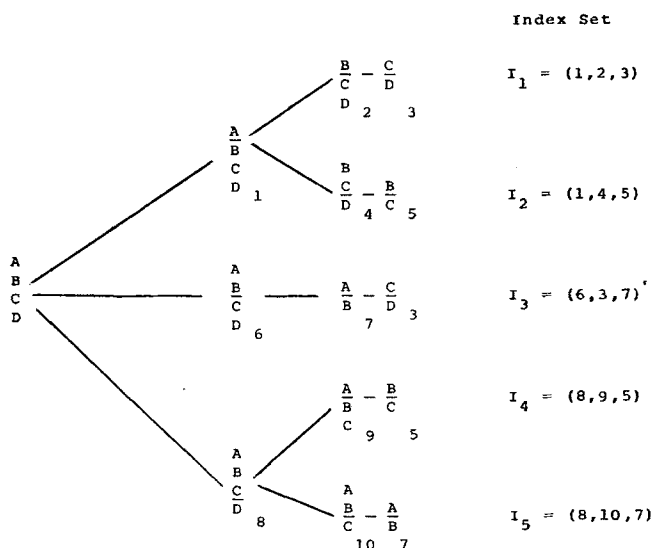 Index Set
B C
C D
D 2 3
I1 = (1,2,3)
A
B
C
D 1
B
C B
D 4 C 5
I2 = (1,4,5)
A
B
C
D
A
B
C
D 6
A C
B 7 D 3
I3 = (6,3,7)'
A B
B C
C 9 5
I4 = (8,9,5)
A
B
C
D 8
A
B A
C B
10 7
I5 = (8,10,7)